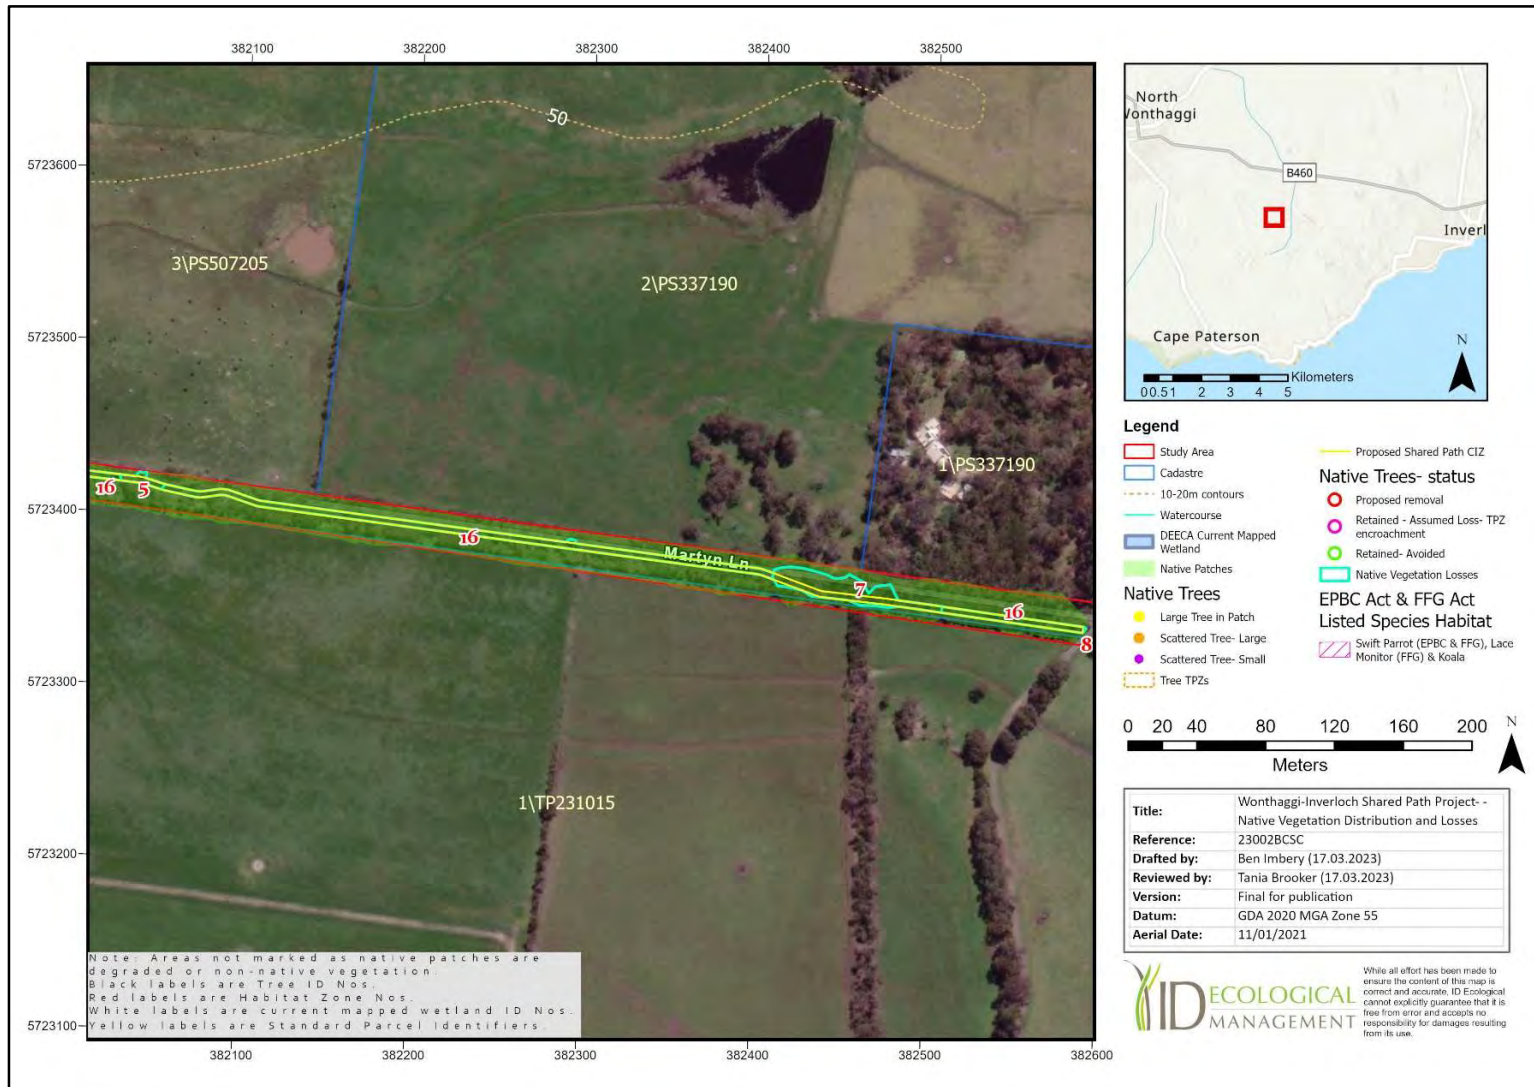 382100
382200
382300
382400
382500
5723600
5723500
5723400
5723300
5723200
5723100
50
3\PS507205
2\PS337190
1\PS337190
16
5
16
Martyn Ln
7
16
8
1\TP231015
Note: Areas not marked as native patches are
degraded or non-native vegetation.
Black labels are Tree ID Nos.
Red labels are Habitat Zone Nos.
White labels are current mapped wetland ID Nos.
Yellow labels are Standard Parcel Identifiers.
382100
382200
382300
382400
382500
382600
North
Wonthaggi
B460
Inverl
Cape Paterson
N
Kilometers
0 0.5 1 2 3 4 5
Legend
Study Area
Cadastre
10-20m contours
Watercourse
DEECA Current Mapped
Wetland
Native Patches
Native Trees
Large Tree in Patch
Scattered Tree- Large
Scattered Tree- Small
Tree TPZs
Proposed Shared Path CIZ
Native Trees- status
Proposed removal
Retained - Assumed Loss- TPZ
encroachment
Retained- Avoided
Native Vegetation Losses
EPBC Act & FFG Act
Listed Species Habitat
Swift Parrot (EPBC & FFG), Lace
Monitor (FFG) & Koala
0 20 40 80 120 160 200
Meters
N
Title: Wonthaggi-Inverloch Shared Path Project- -
Native Vegetation Distribution and Losses
Reference: 23002BCSC
Drafted by: Ben Imbery (17.03.2023)
Reviewed by: Tania Brooker (17.03.2023)
Version: Final for publication
Datum: GDA 2020 MGA Zone 55
Aerial Date: 11/01/2021
ID ECOLOGICAL
MANAGEMENT
While all effort has been made to
ensure the content of this map is
correct and accurate, ID Ecological
cannot explicitly guarantee that it is
free from error and accepts no
responsibility for damages resulting
from its use.